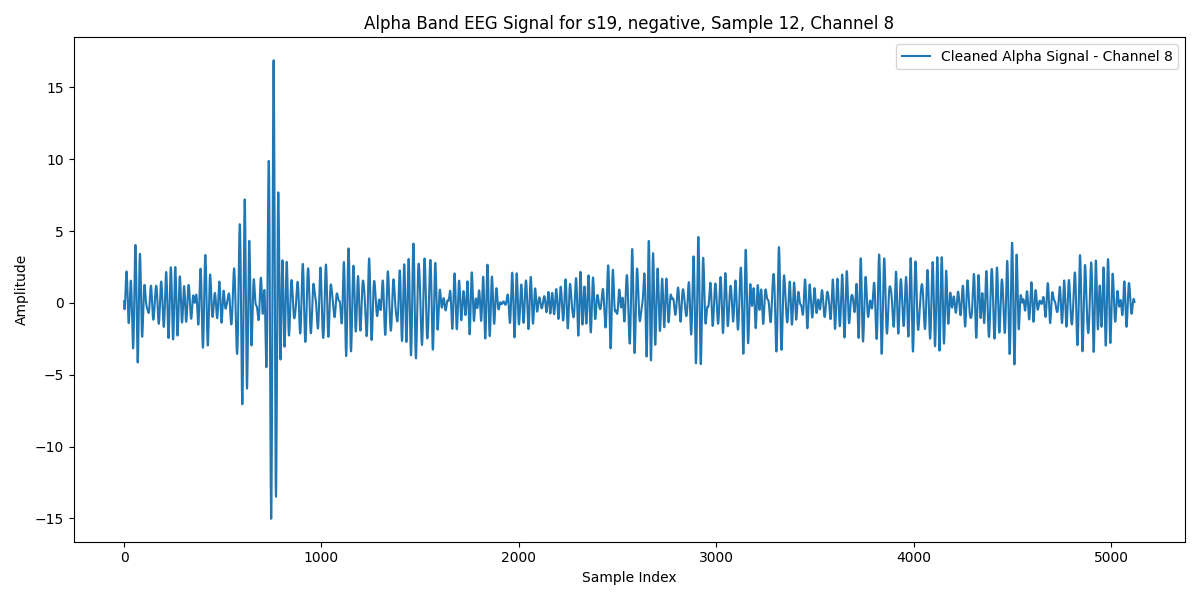 Alpha Band EEG Signal for s19, negative, Sample 12, Channel 8
Cleaned Alpha Signal - Channel 8
Amplitude
15
10
5
0
−5
−10
−15
0 1000 2000 3000 4000 5000
Sample Index